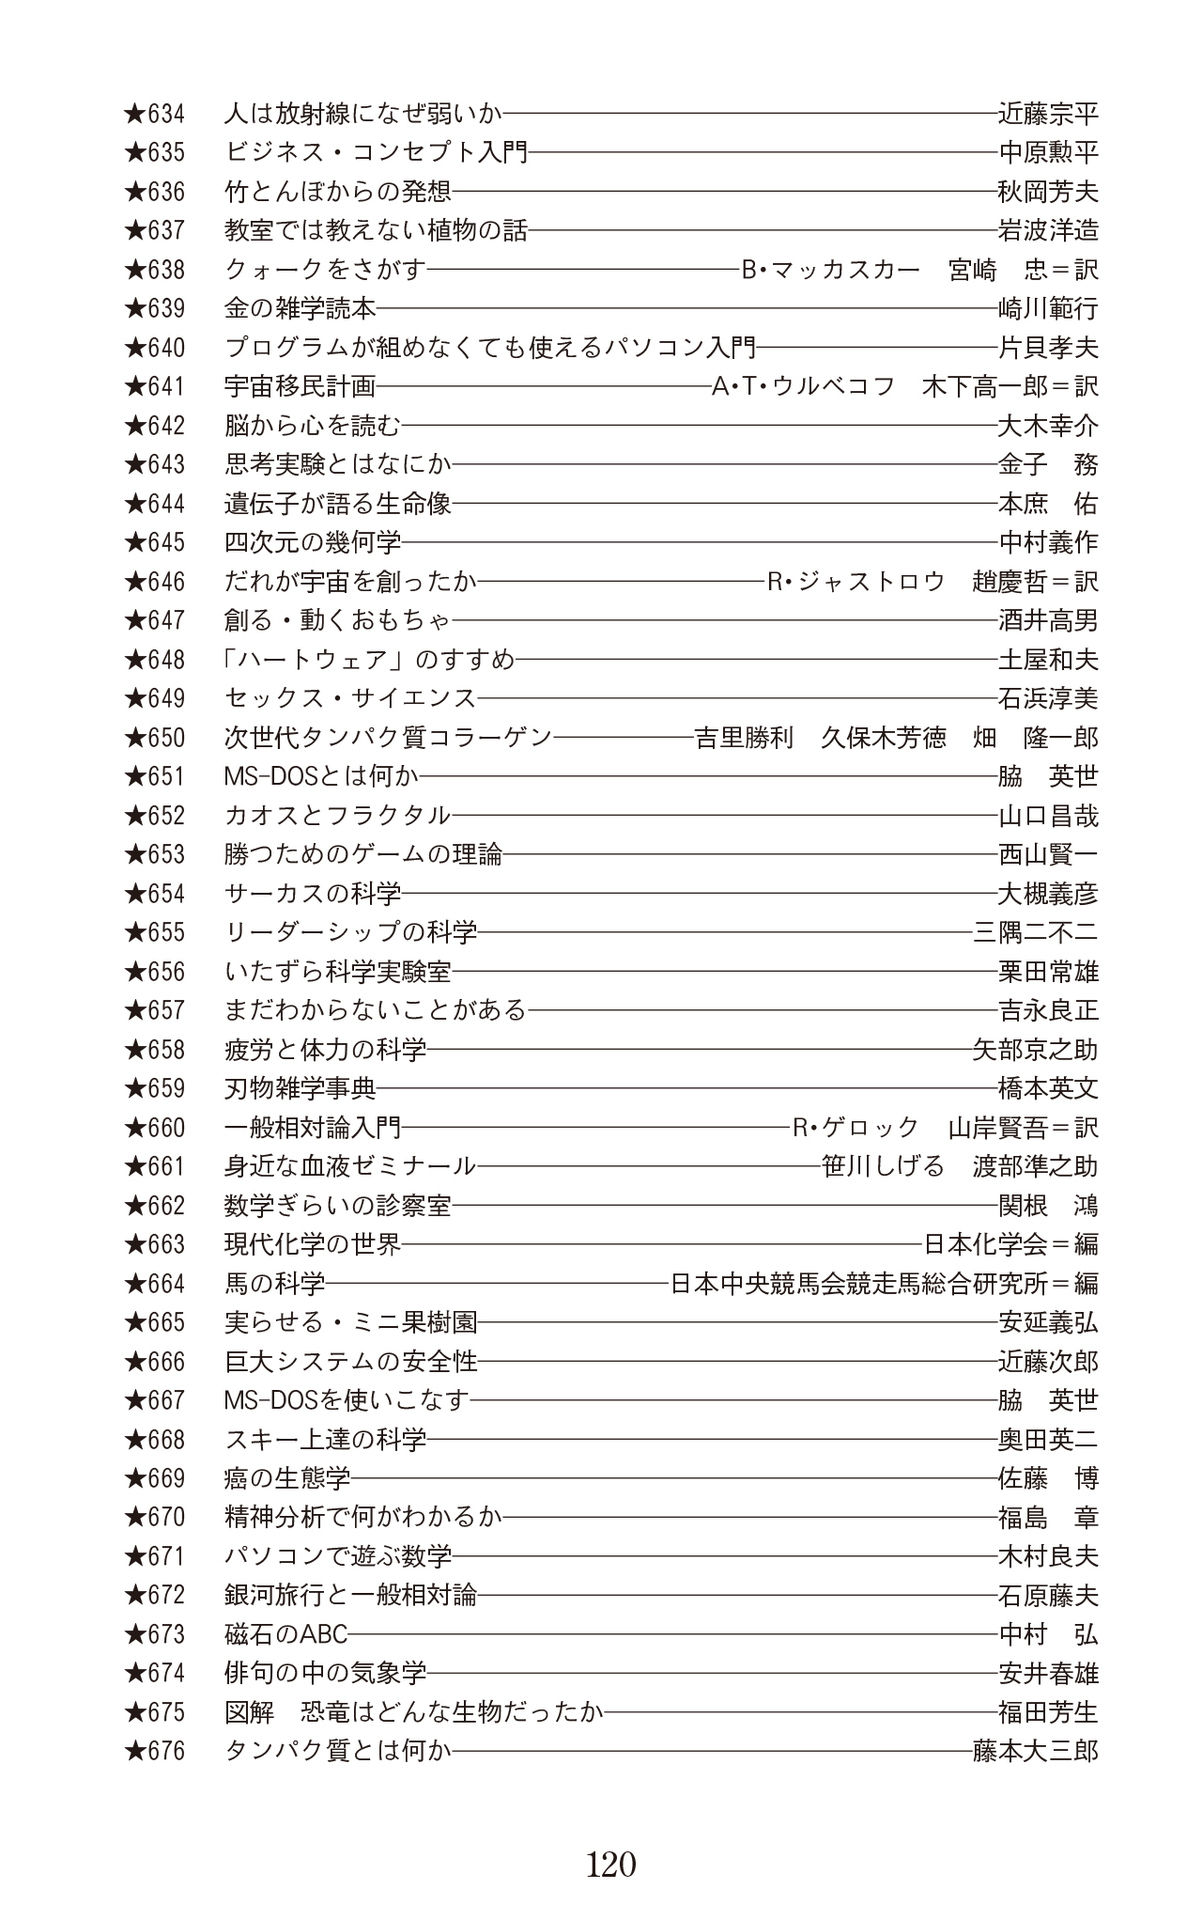 ★634 人は放射線になぜ弱いか――近藤宗平
★635 ビジネス・コンセプト入門――中原勲平
★636 竹とんぼからの発想――秋岡芳夫
★637 教室では教えない植物の話――岩波洋造
★638 クォークをさがす――B・マッカスカー　宮崎　忠＝訳
★639 金の雑学読本――崎川範行
★640 プログラムが組めなくても使えるパソコン入門――片貝孝夫
★641 宇宙移民計画――A・T・ウルベコフ　木下高一郎＝訳
★642 脳から心を読む――大木幸介
★643 思考実験とはなにか――金子　務
★644 遺伝子が語る生命像――本庶　佑
★645 四次元の幾何学――中村義作
★646 だれが宇宙を創ったか――R・ジャストロウ　趙慶哲＝訳
★647 創る・動くおもちゃ――酒井高男
★648 「ハートウェア」のすすめ――土屋和夫
★649 セックス・サイエンス――石浜淳美
★650 次世代タンパク質コラーゲン――吉里勝利　久保木芳徳　畑　隆一郎
★651 MS-DOSとは何か――脇　英世
★652 カオスとフラクタル――山口昌哉
★653 勝つためのゲームの理論――西山賢一
★654 サーカスの科学――大槻義彦
★655 リーダーシップの科学――三隅二不二
★656 いたずら科学実験室――栗田常雄
★657 まだわからないことがある――吉永良正
★658 疲労と体力の科学――矢部京之助
★659 刃物雑学事典――橋本英文
★660 一般相対論入門――R・ゲロック　山岸賢吾＝訳
★661 身近な血液ゼミナール――笹川しげる　渡部準之助
★662 数学ぎらいの診察室――関根　鴻
★663 現代化学の世界――日本化学会＝編
★664 馬の科学――日本中央競馬会競走馬総合研究所＝編
★665 実らせる・ミニ果樹園――安延義弘
★666 巨大システムの安全性――近藤次郎
★667 MS-DOSを使いこなす――脇　英世
★668 スキー上達の科学――奥田英二
★669 癌の生態学――佐藤　博
★670 精神分析で何がわかるか――福島　章
★671 パソコンで遊ぶ数学――木村良夫
★672 銀河旅行と一般相対論――石原藤夫
★673 磁石のABC――中村　弘
★674 俳句の中の気象学――安井春雄
★675 図解　恐竜はどんな生物だったか――福田芳生
★676 タンパク質とは何か――藤本大三郎
120